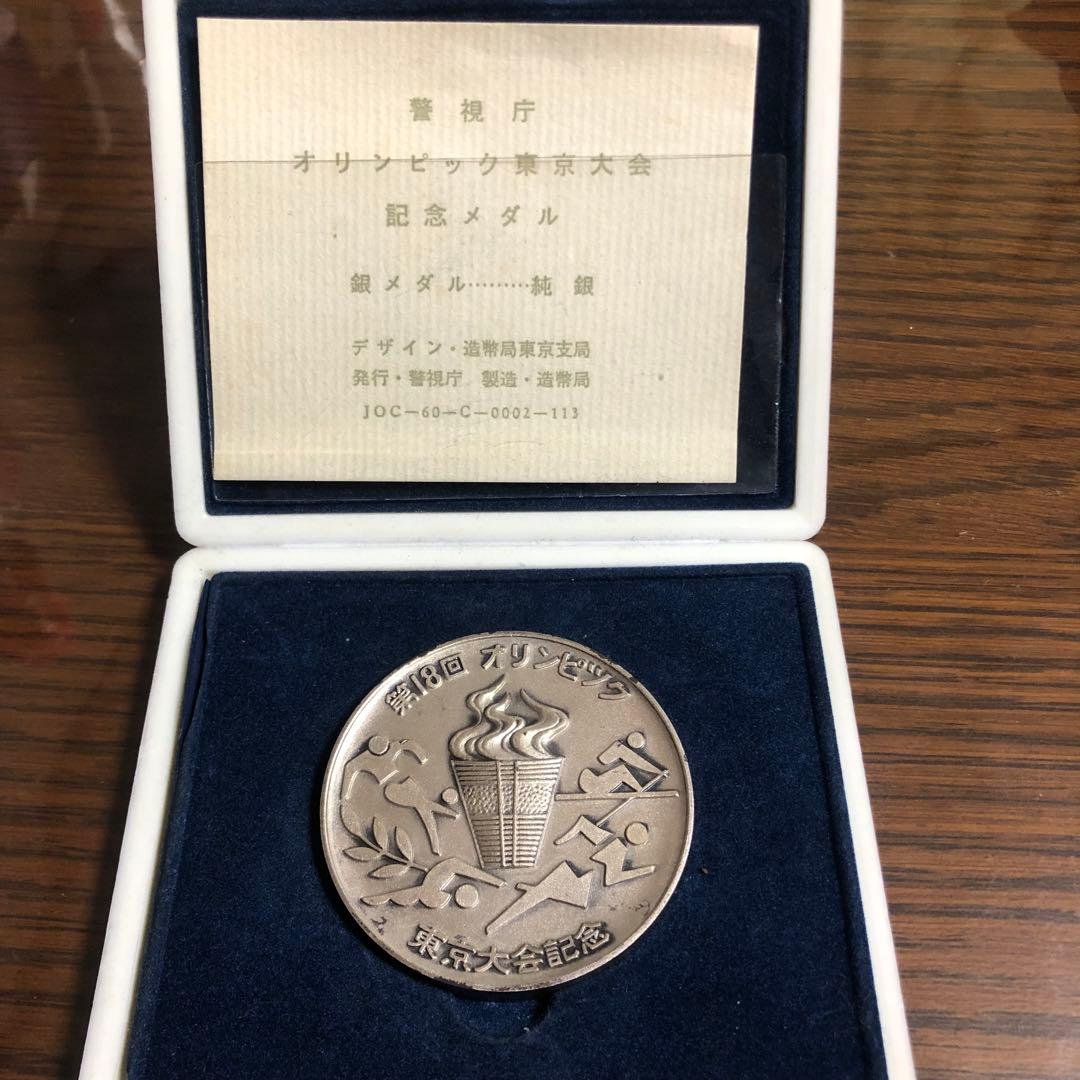 警視庁
オリンピック東京大会
記念メダル
銀メダル………純銀
デザイン・造幣局東京支局
発行・警視庁 製造・造幣局
JOC-60-C-0002-113
第18回 オリンピック
東京大会記念